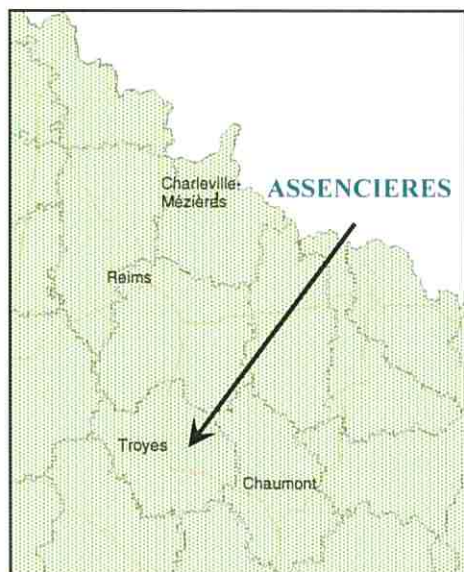 Charleville-
Mézières
ASSENCIERES
Reims
Troyes
Chaumont